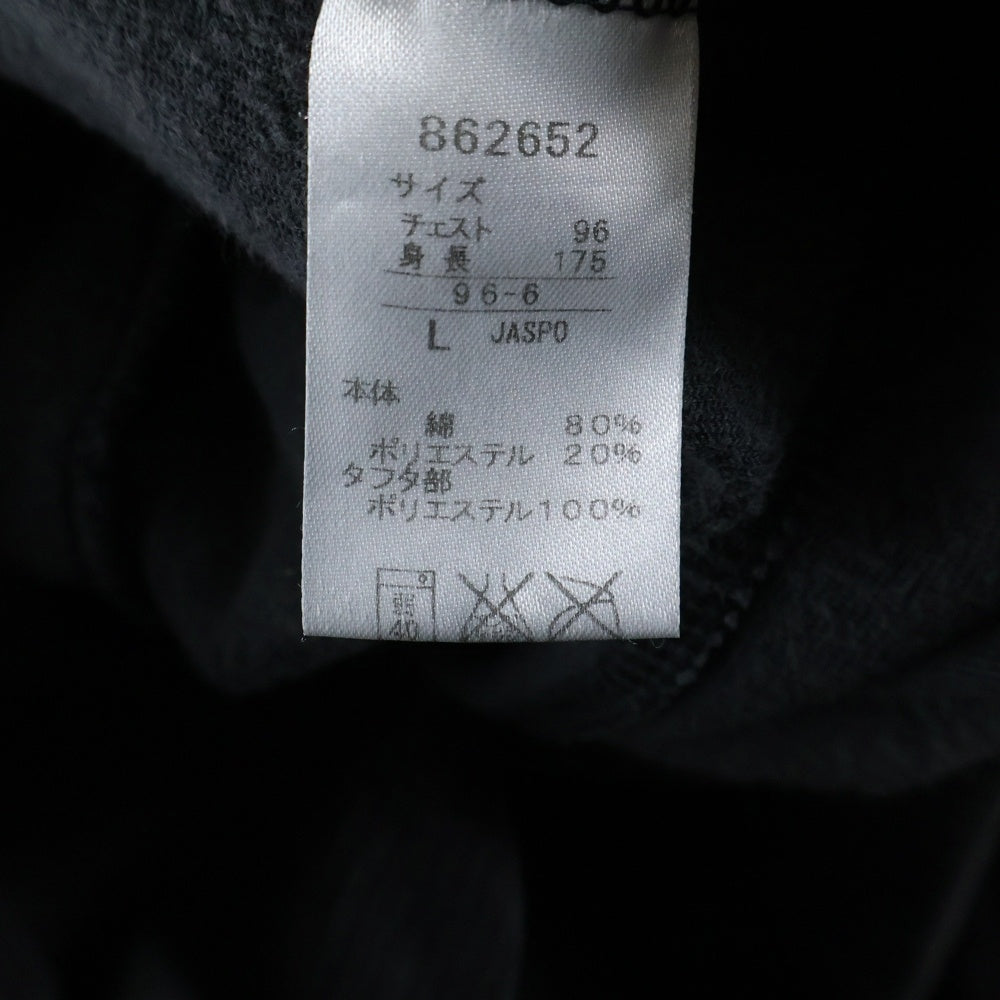 862652
サイズ
チェスト 96
身長 175
96-6
L JASPO
本体
綿 80%
ポリエステル 20%
タフタ部
ポリエステル100%
40